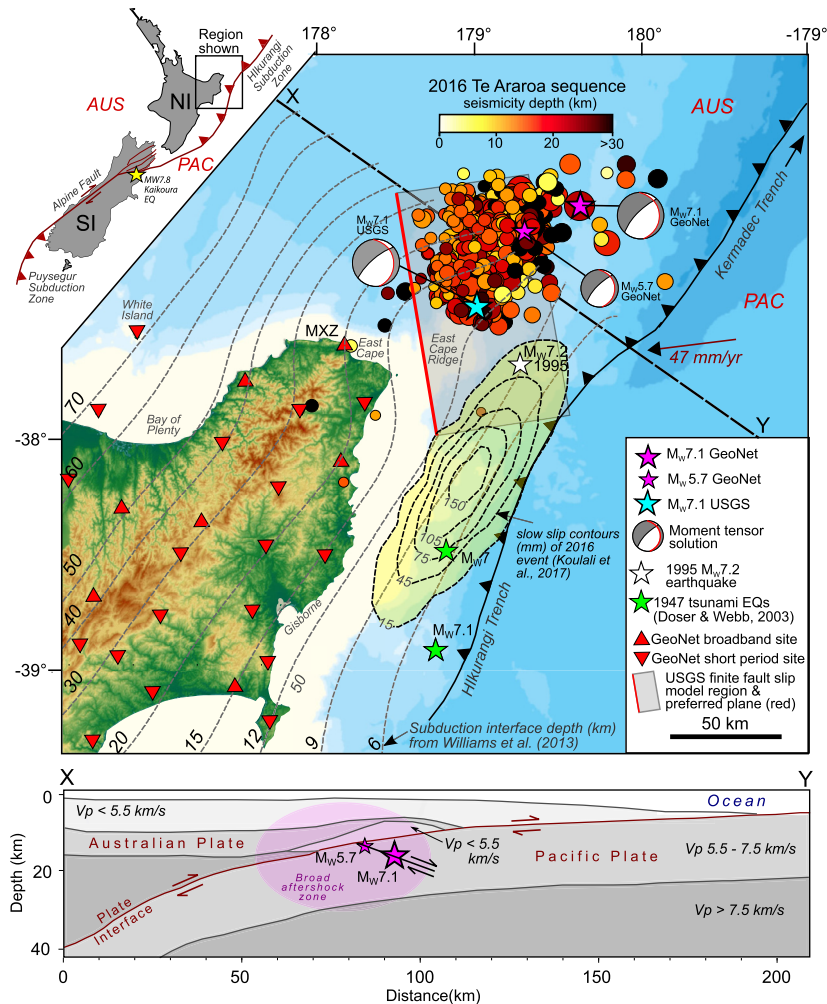 178°
179°
180°
-179°
Region
shown
HIkurangi
Subduction
Zone
AUS
NI
PAC
Alpine Fault
MW7.8
Kaikoura
EQ
SI
Puysegur
Subduction
Zone
X
2016 Te Araroa sequence
seismicity depth (km)
0
10
20
>30
AUS
MW7.1
USGS
MW7.1
GeoNet
MW5.7
GeoNet
Kermadec Trench
PAC
47 mm/yr
White
Island
MXZ
East
Cape
East Cape
Ridge
MW7.2
1995
Bay of
Plenty
-38°
-39°
Y
70
60
50
40
30
20
15
12
9
6
50
150
105
75
45
15
MW7
MW7.1
slow slip contours
(mm) of 2016
event (Koulali et
al., 2017)
Gisborne
HIkurangi Trench
Subduction interface depth (km)
from Williams et al. (2013)
MW7.1 GeoNet
MW5.7 GeoNet
MW7.1 USGS
Moment tensor
solution
1995 MW7.2
earthquake
1947 tsunami EQs
(Doser & Webb, 2003)
GeoNet broadband site
GeoNet short period site
USGS finite fault slip
model region &
preferred plane (red)
50 km
X
Y
0
20
40
Depth (km)
Vp < 5.5 km/s
Ocean
Australian Plate
Vp < 5.5
km/s
Pacific Plate
Vp 5.5 - 7.5 km/s
MW5.7
MW7.1
Broad
aftershock
zone
Plate
Interface
Vp > 7.5 km/s
0
50
100
150
200
Distance(km)